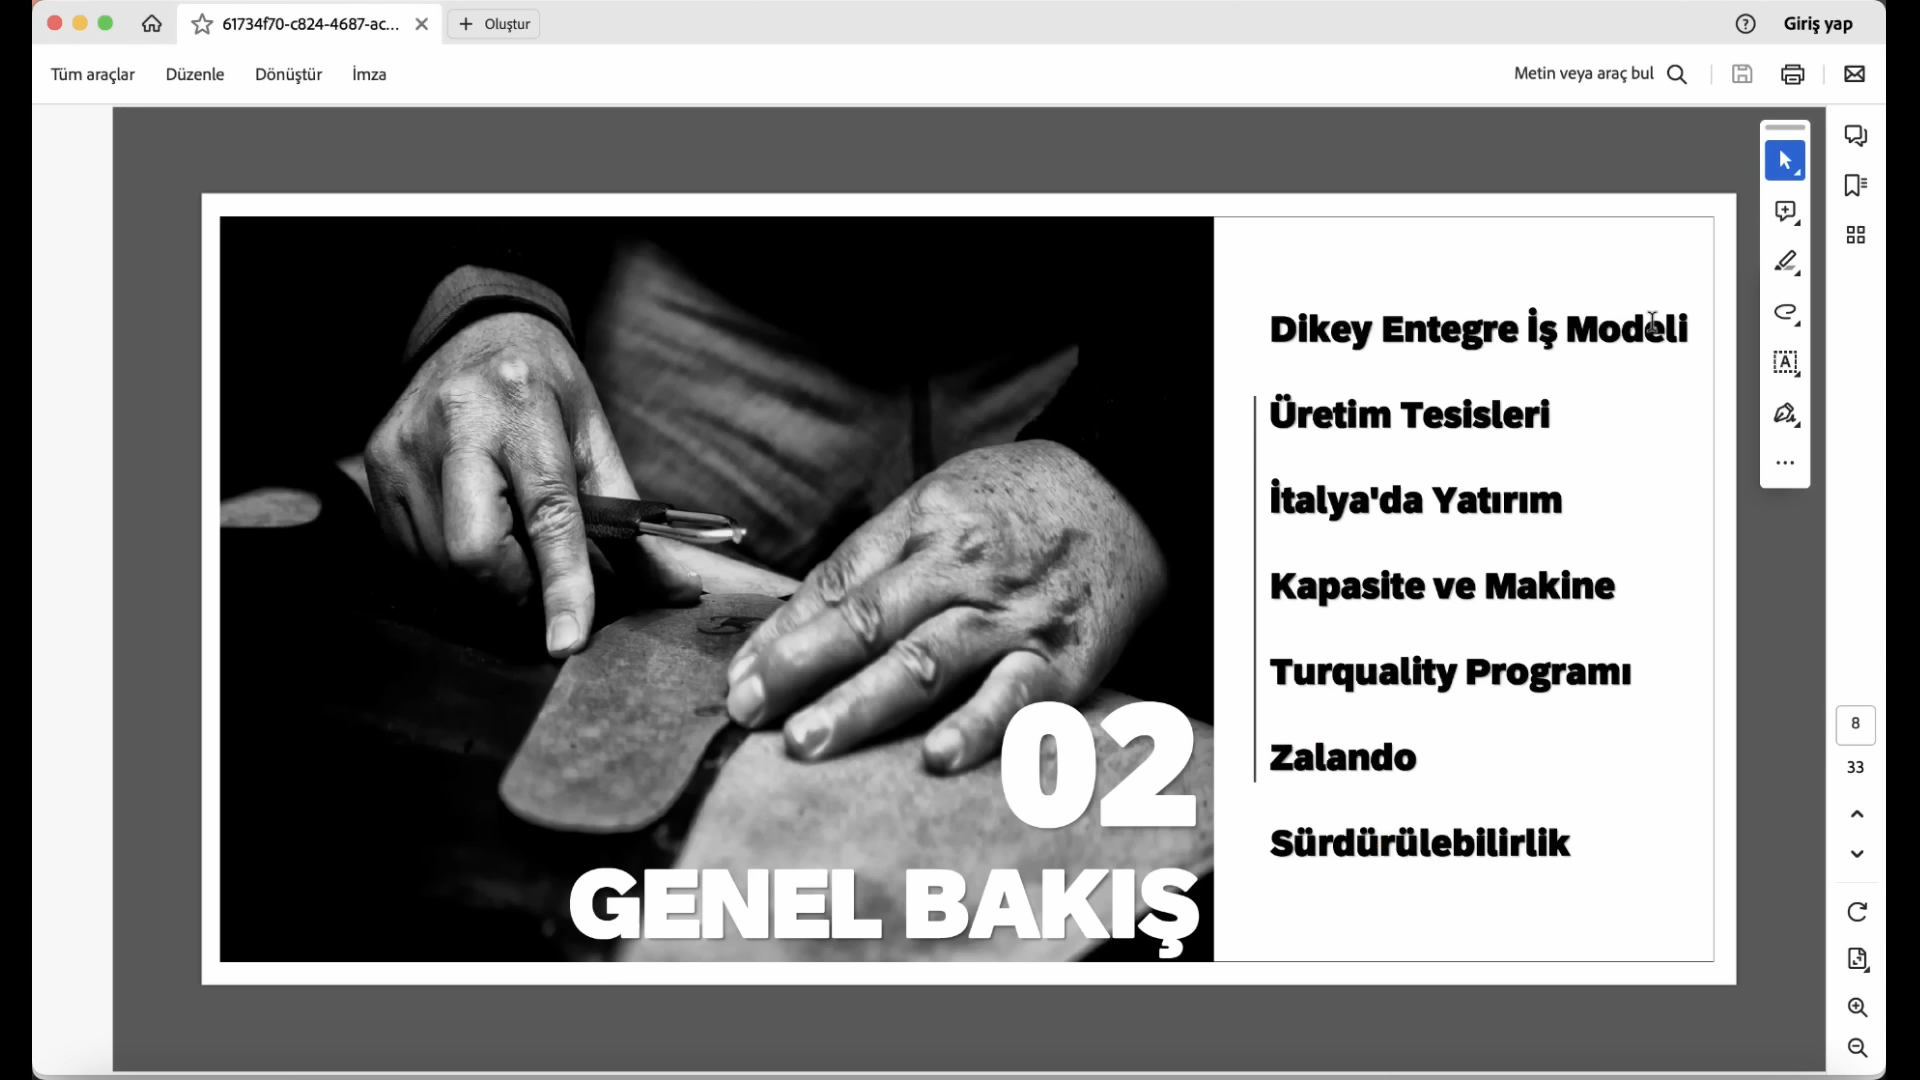 61734f70-c824-4687-ac...
Oluştur
Giriş yap
Tüm araçlar
Düzenle
Dönüştür
İmza
Metin veya araç bul
Dikey Entegre İş Modeli
Üretim Tesisleri
İtalya'da Yatırım
Kapasite ve Makine
Turquality Programı
Zalando
Sürdürülebilirlik
02
GENEL BAKIŞ
8
33